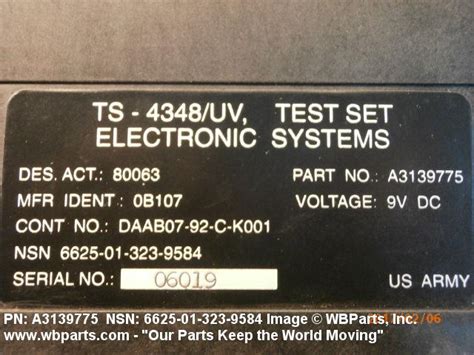 TS - 4348/UV, TEST SET
ELECTRONIC SYSTEMS
DES. ACT.: 80063 PART NO.: A3139775
MFR IDENT : 0B107 VOLTAGE: 9V DC
CONT NO.: DAAB07-92-C-K001
NSN 6625-01-323-9584
SERIAL NO.: 06019 US ARMY
PN: A3139775 NSN: 6625-01-323-9584 Image © WBParts, Inc.
www.wbparts.com - "Our Parts Keep the World Moving"